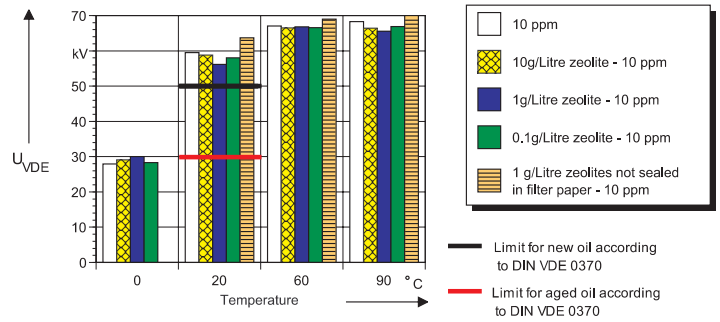 U VDE
70
kV
50
40
30
20
10
0
0
20
60
90
°C
Temperature
10 ppm
10g/Litre zeolite - 10 ppm
1g/Litre zeolite - 10 ppm
0.1g/Litre zeolite - 10 ppm
1 g/Litre zeolites not sealed
in filter paper - 10 ppm
Limit for new oil according
to DIN VDE 0370
Limit for aged oil according
to DIN VDE 0370